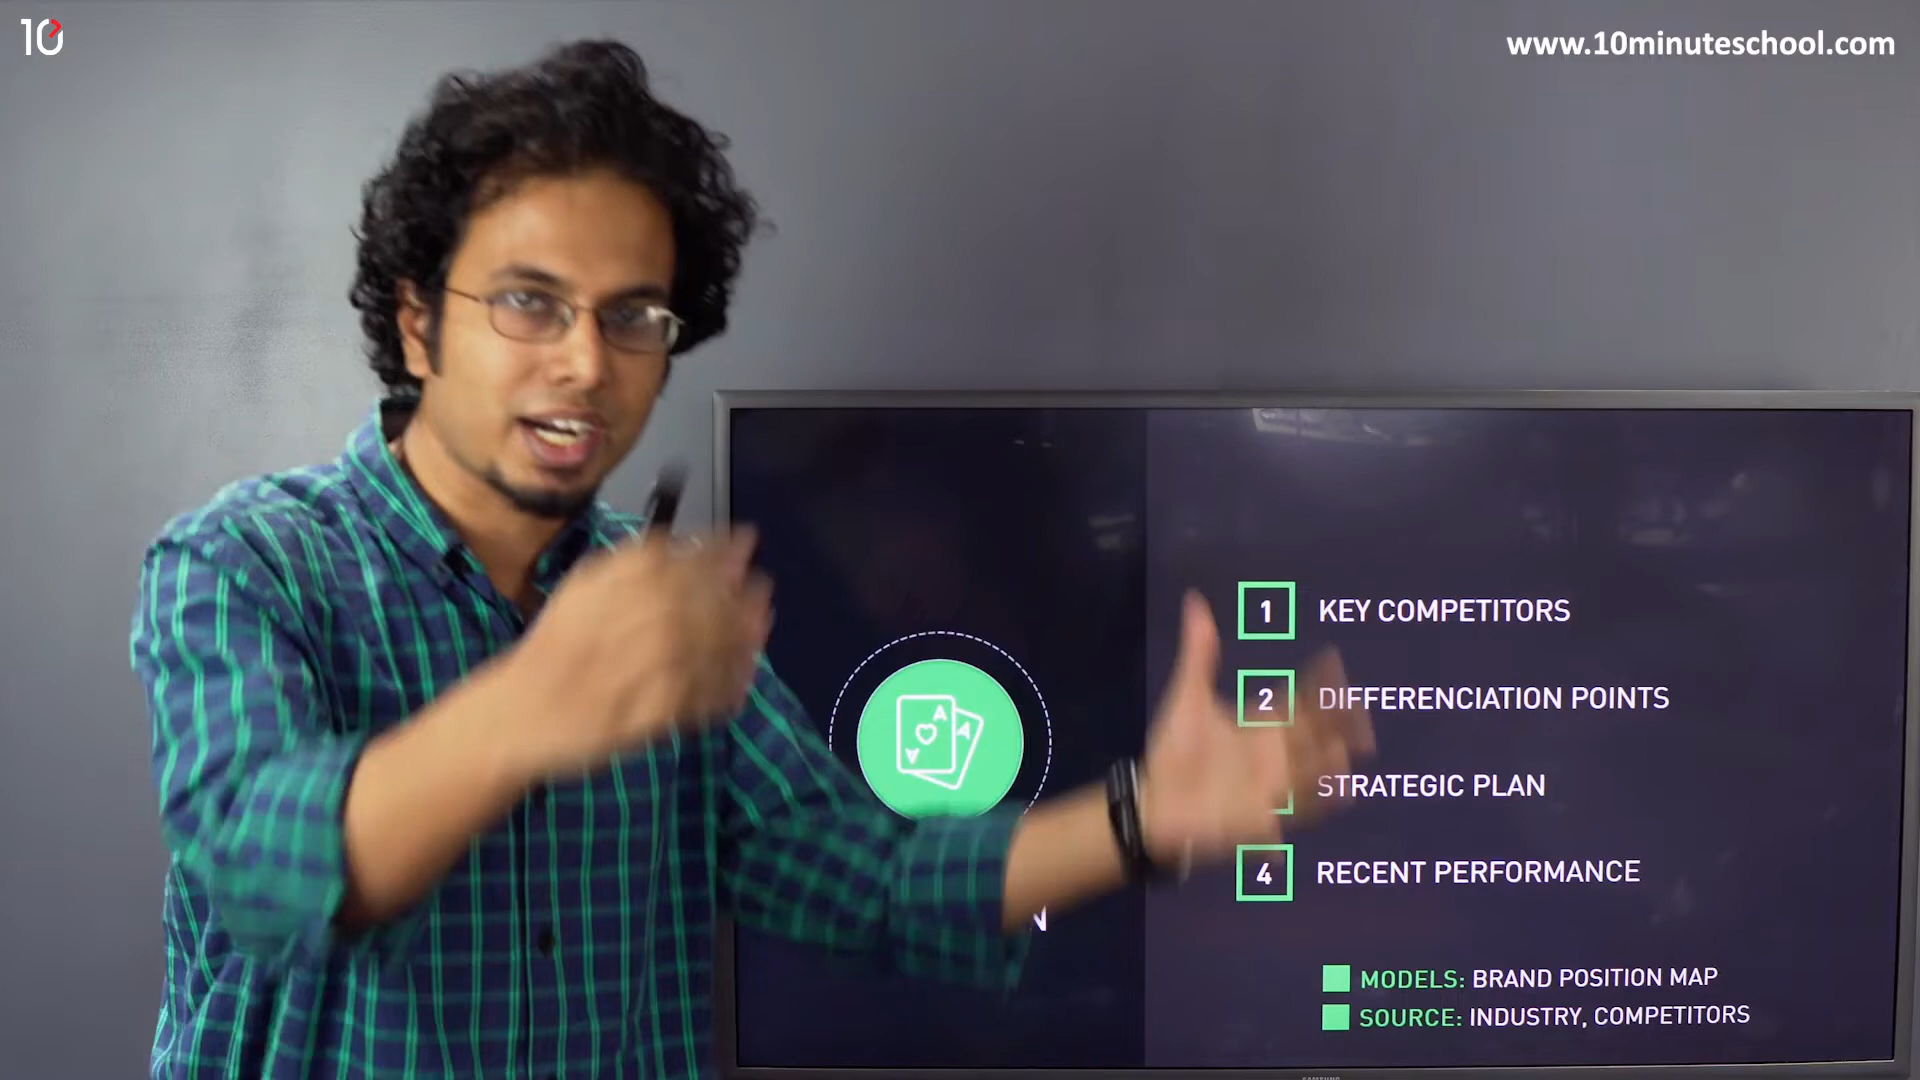 10
www.10minuteschool.com
1 KEY COMPETITORS
2 DIFFERENCIATION POINTS
STRATEGIC PLAN
4 RECENT PERFORMANCE
MODELS: BRAND POSITION MAP
SOURCE: INDUSTRY, COMPETITORS
A
A
N